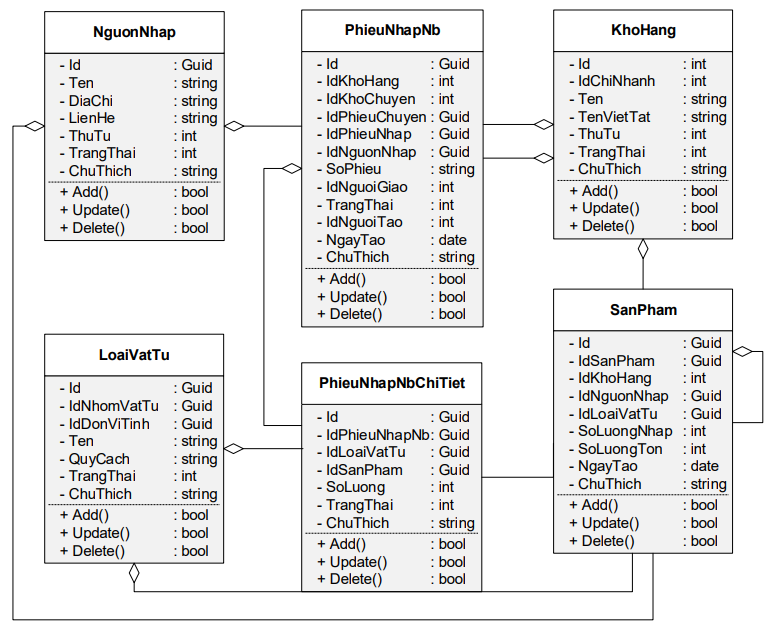 NguonNhap
- Id : Guid
- Ten : string
- DiaChi : string
- LienHe : string
- ThuTu : int
- TrangThai : int
- ChuThich : string
+ Add() : bool
+ Update() : bool
+ Delete() : bool
PhieuNhapNb
- Id : Guid
- IdKhoHang : int
- IdKhoChuyen : int
- IdPhieuChuyen : Guid
- IdPhieuNhap : Guid
- IdNguonNhap : Guid
- SoPhieu : string
- IdNguoiGiao : int
- TrangThai : int
- IdNguoiTao : int
- NgayTao : date
- ChuThich : string
+ Add() : bool
+ Update() : bool
+ Delete() : bool
KhoHang
- Id : int
- IdChiNhanh : int
- Ten : string
- TenVietTat : string
- ThuTu : int
- TrangThai : int
- ChuThich : string
+ Add() : bool
+ Update() : bool
+ Delete() : bool
LoaiVatTu
- Id : Guid
- IdNhomVatTu : Guid
- IdDonViTinh : Guid
- Ten : string
- QuyCach : string
- TrangThai : int
- ChuThich : string
+ Add() : bool
+ Update() : bool
+ Delete() : bool
PhieuNhapNbChiTiet
- Id : Guid
- IdPhieuNhapNb: Guid
- IdLoaiVatTu : Guid
- IdSanPham : Guid
- SoLuong : int
- TrangThai : int
- ChuThich : string
+ Add() : bool
+ Update() : bool
+ Delete() : bool
SanPham
- Id : Guid
- IdSanPham : Guid
- IdKhoHang : int
- IdNguonNhap : Guid
- IdLoaiVatTu : Guid
- SoLuongNhap : int
- SoLuongTon : int
- NgayTao : date
- ChuThich : string
+ Add() : bool
+ Update() : bool
+ Delete() : bool